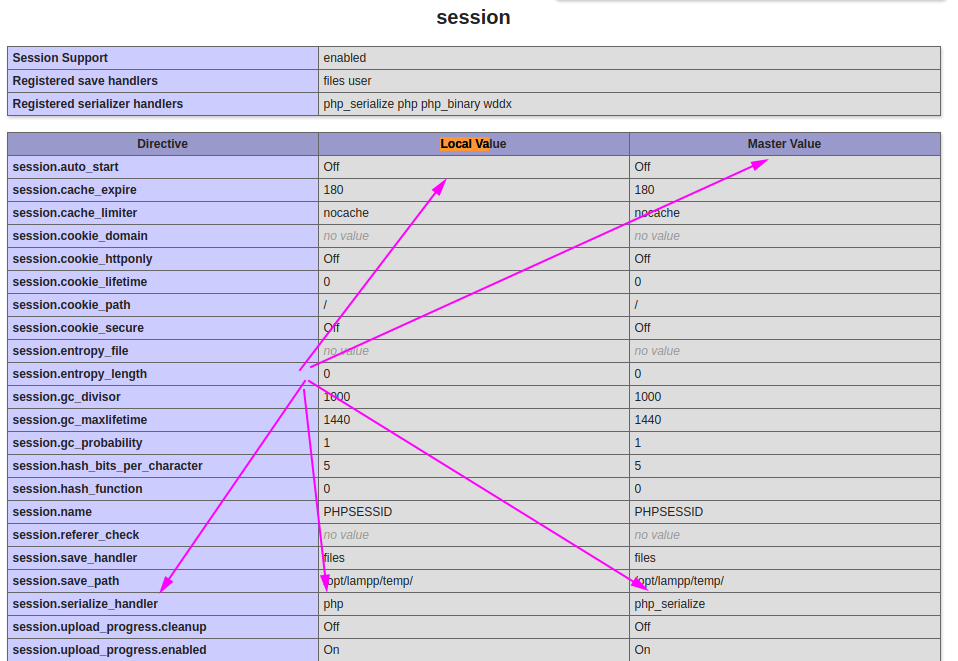 session
Session Support enabled
Registered save handlers files user
Registered serializer handlers php_serialize php php_binary wddx
Directive Local Value Master Value
session.auto_start Off Off
session.cache_expire 180 180
session.cache_limiter nocache nocache
session.cookie_domain no value no value
session.cookie_httponly Off Off
session.cookie_lifetime 0 0
session.cookie_path / /
session.cookie_secure Off Off
session.entropy_file no value no value
session.entropy_length 0 0
session.gc_divisor 1000 1000
session.gc_maxlifetime 1440 1440
session.gc_probability 1 1
session.hash_bits_per_character 5 5
session.hash_function 0 0
session.name PHPSESSID PHPSESSID
session.referer_check no value no value
session.save_handler files files
session.save_path /opt/lampp/temp/ /opt/lampp/temp/
session.serialize_handler php php_serialize
session.upload_progress.cleanup Off Off
session.upload_progress.enabled On On